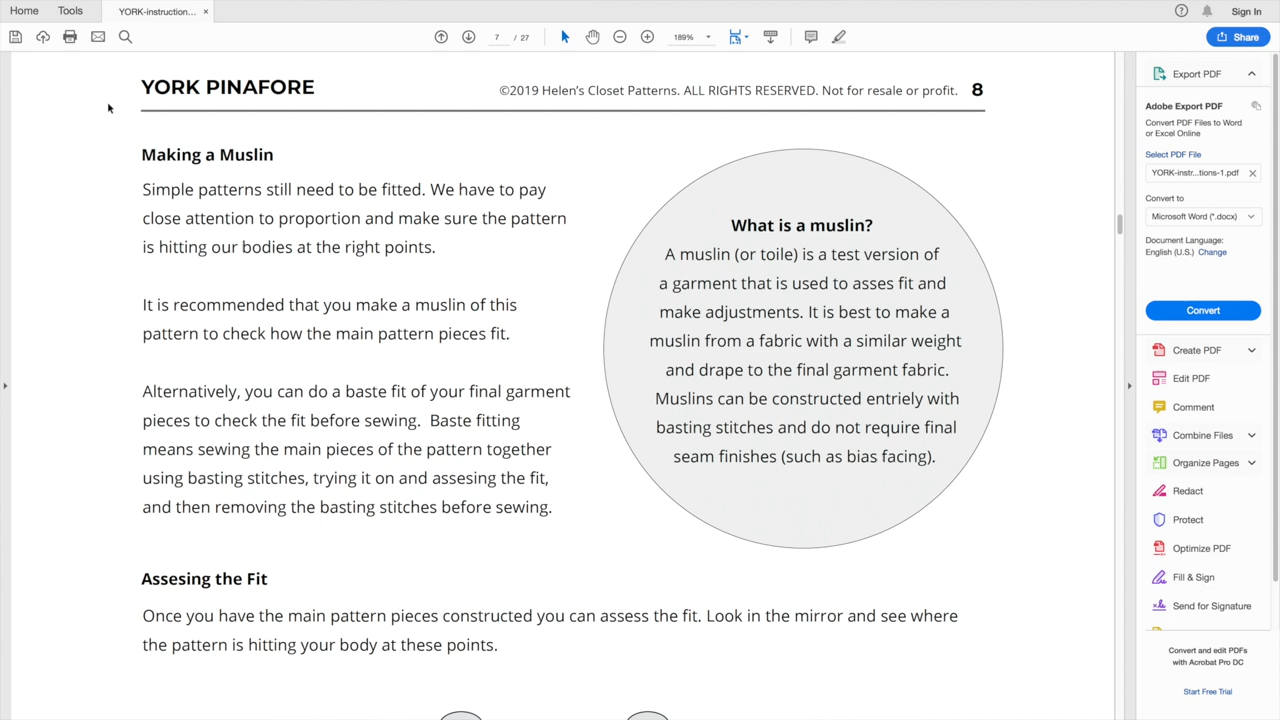 Home Tools YORK-instruction... ×
Sign In
7 / 27
189%
Share
YORK PINAFORE
©2019 Helen's Closet Patterns. ALL RIGHTS RESERVED. Not for resale or profit. 8
Making a Muslin
Simple patterns still need to be fitted. We have to pay
close attention to proportion and make sure the pattern
is hitting our bodies at the right points.
It is recommended that you make a muslin of this
pattern to check how the main pattern pieces fit.
Alternatively, you can do a baste fit of your final garment
pieces to check the fit before sewing.  Baste fitting
means sewing the main pieces of the pattern together
using basting stitches, trying it on and assesing the fit,
and then removing the basting stitches before sewing.
What is a muslin?
A muslin (or toile) is a test version of
a garment that is used to asses fit and
make adjustments. It is best to make a
muslin from a fabric with a similar weight
and drape to the final garment fabric.
Muslins can be constructed entriely with
basting stitches and do not require final
seam finishes (such as bias facing).
Assesing the Fit
Once you have the main pattern pieces constructed you can assess the fit. Look in the mirror and see where
the pattern is hitting your body at these points.
Export PDF
Adobe Export PDF
Convert PDF Files to Word
or Excel Online
Select PDF File
YORK-instr...tions-1.pdf
Convert to
Microsoft Word (*.docx)
Document Language:
English (U.S.) Change
Convert
Create PDF
Edit PDF
Comment
Combine Files
Organize Pages
Redact
Protect
Optimize PDF
Fill & Sign
Send for Signature
Convert and edit PDFs
with Acrobat Pro DC
Start Free Trial